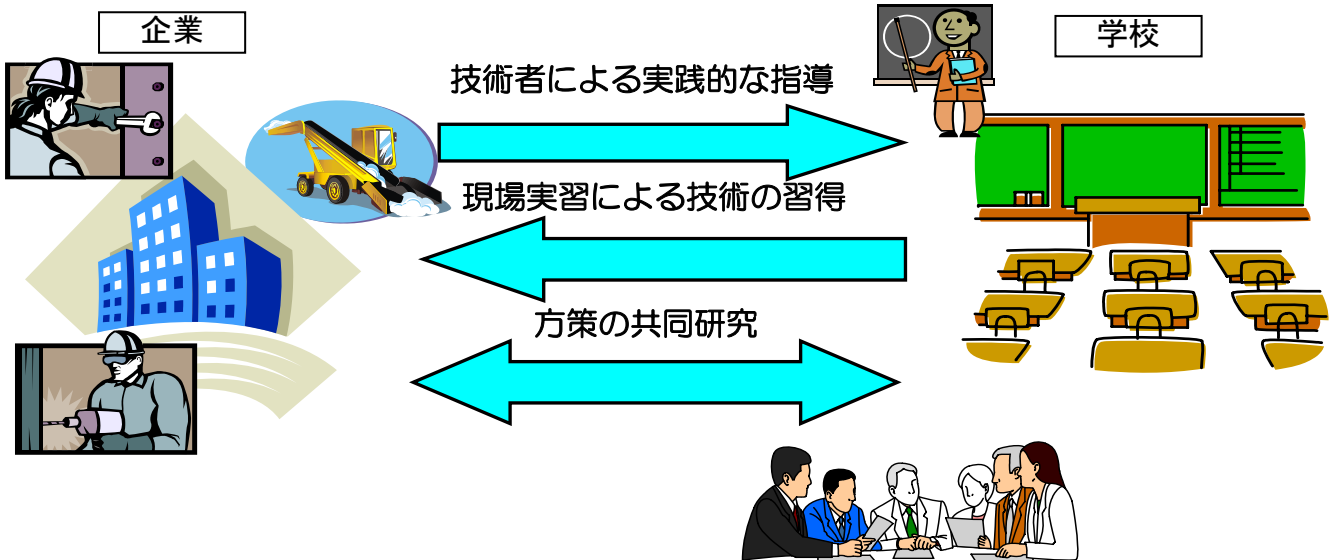 企業
学校
技術者による実践的な指導
現場実習による技術の習得
方策の共同研究